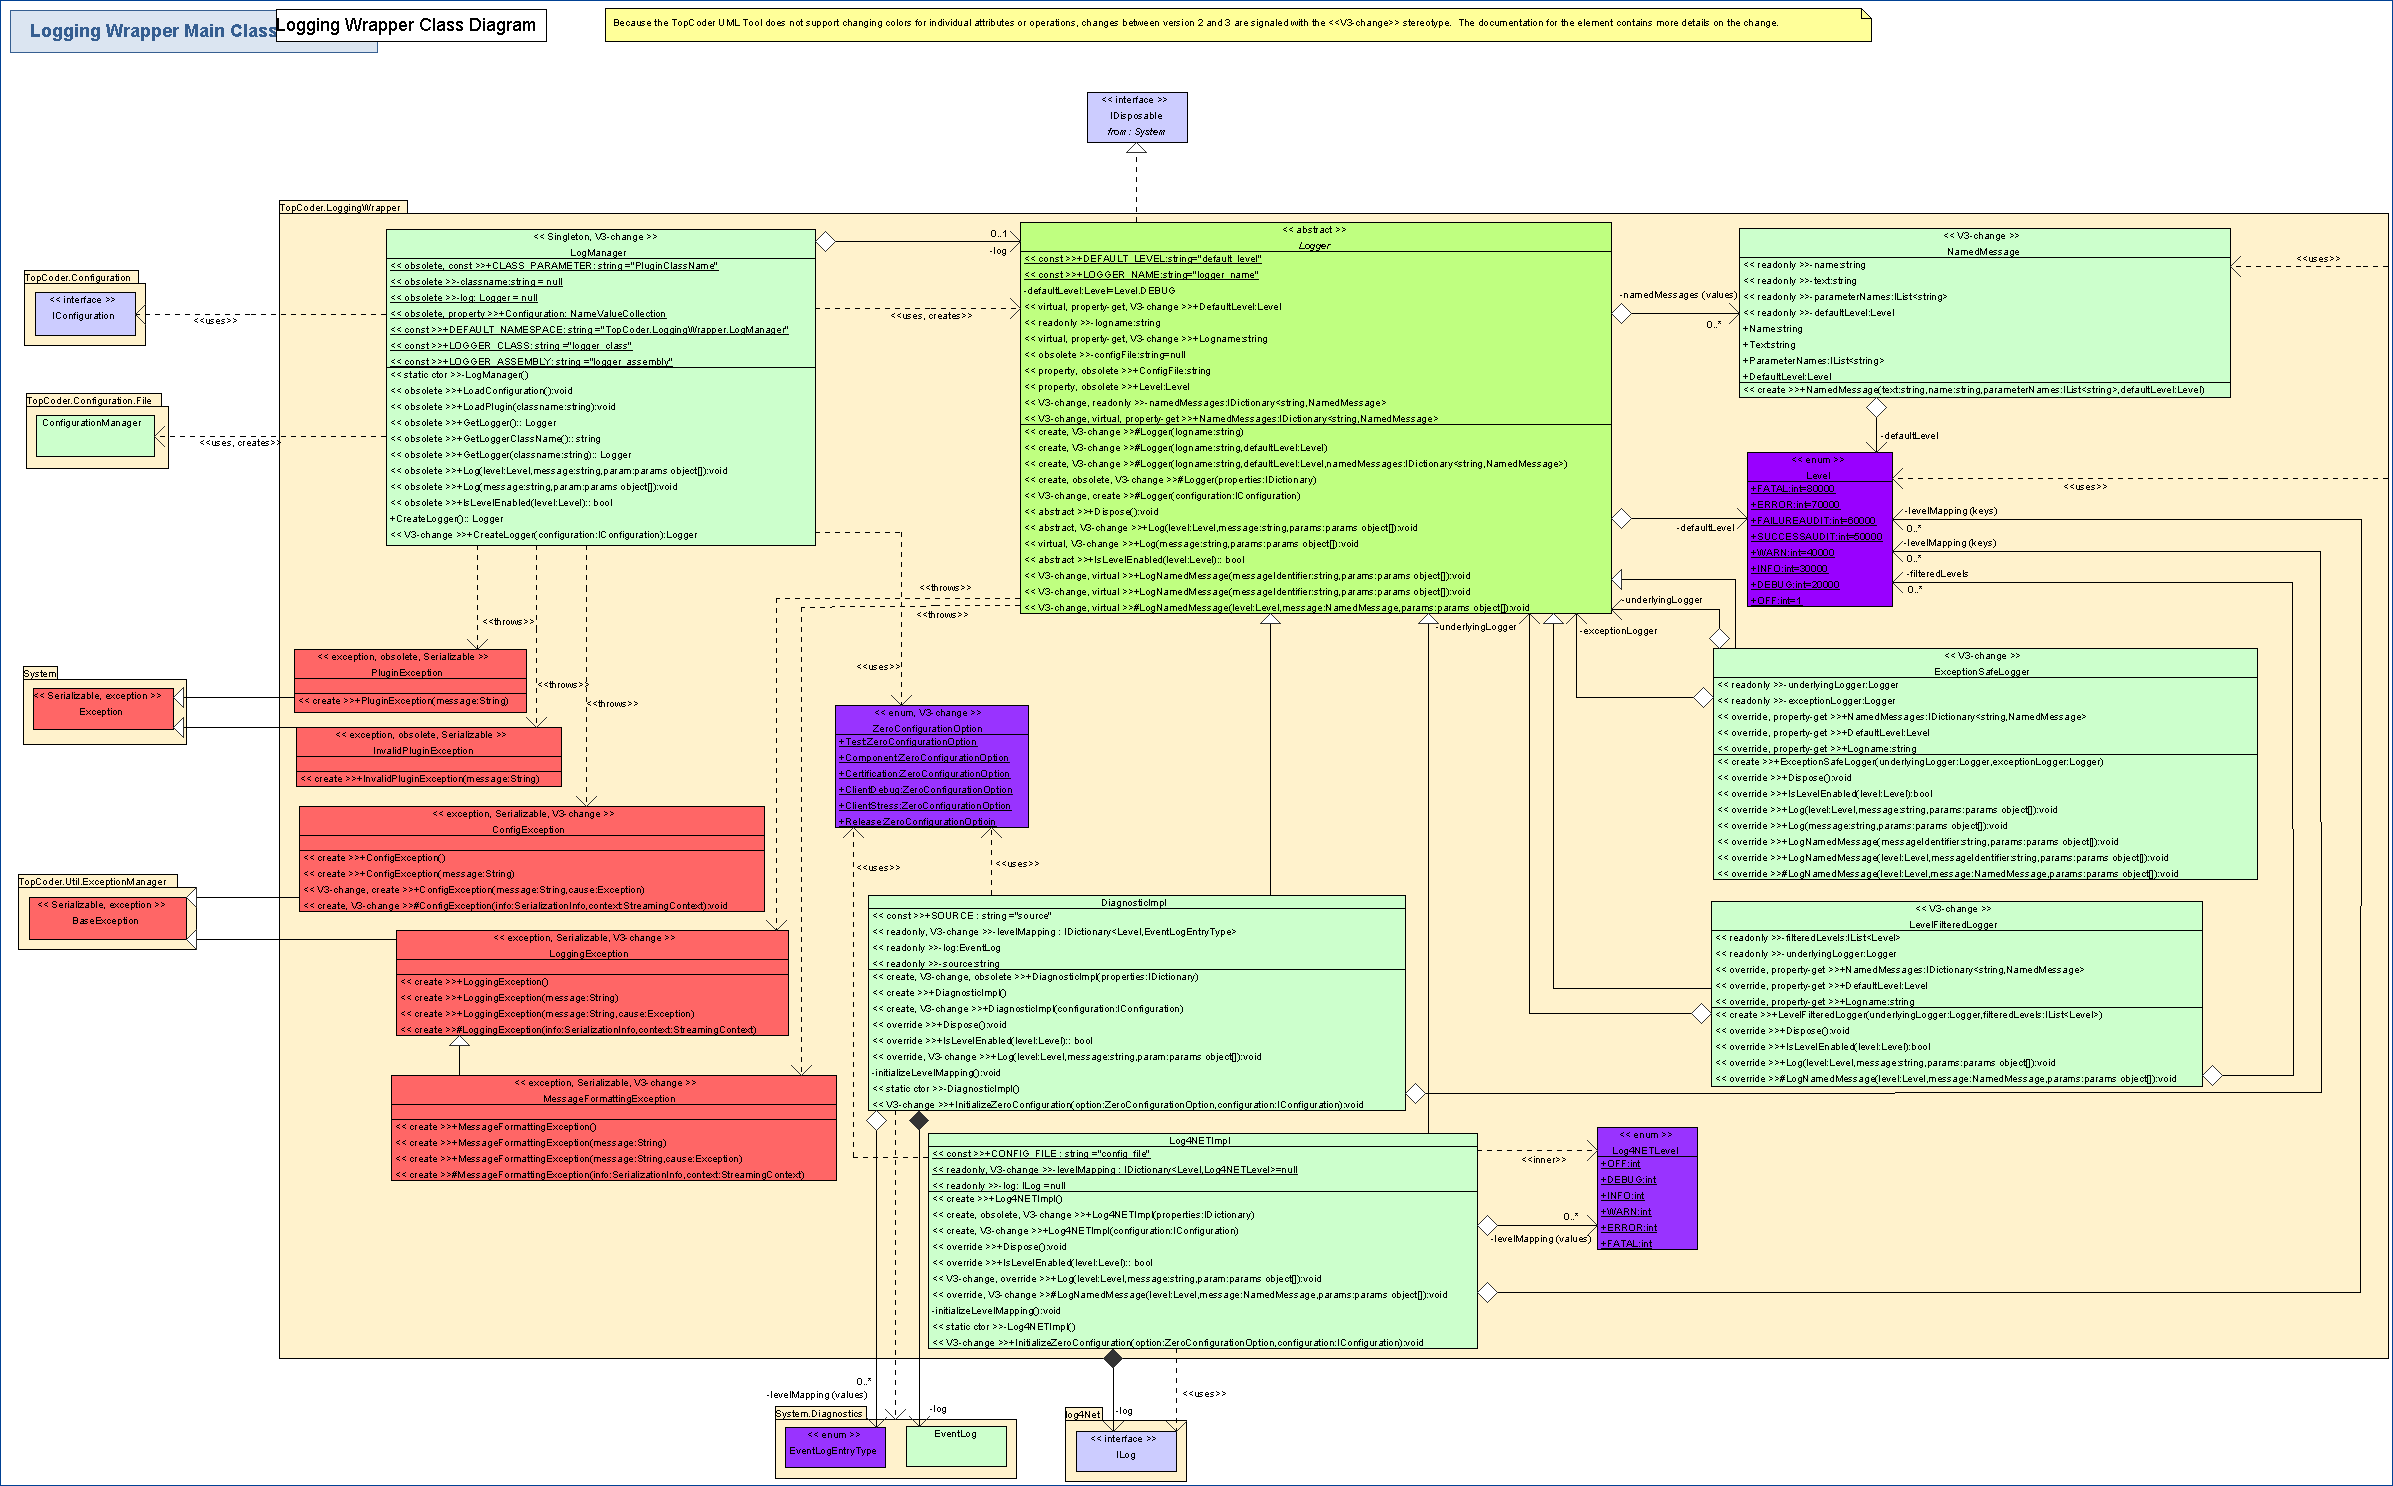 Logging Wrapper Main Class
Logging Wrapper Class Diagram
Because the TopCoder UML Tool does not support changing colors for individual attributes or operations, changes between version 2 and 3 are signaled with the <<V3-change>> stereotype.  The documentation for the element contains more details on the change.
<< interface >>
IDisposable
from : System
TopCoder.LoggingWrapper
<< Singleton, V3-change >>
LogManager
<< obsolete, const >>+CLASS_PARAMETER: string ="PluginClassName"
<< obsolete >>-classname:string = null
<< obsolete >>-log: Logger = null
<< obsolete, property >>+Configuration: NameValueCollection
<< const >>+DEFAULT_NAMESPACE: string ="TopCoder.LoggingWrapper.LogManager"
<< const >>+LOGGER_CLASS: string ="logger_class"
<< const >>+LOGGER_ASSEMBLY: string ="logger_assembly"
<< static ctor >>-LogManager()
<< obsolete >>+LoadConfiguration():void
<< obsolete >>+LoadPlugin(classname:string):void
<< obsolete >>+GetLogger():: Logger
<< obsolete >>+GetLoggerClassName():: string
<< obsolete >>+GetLogger(classname:string):: Logger
<< obsolete >>+Log(level:Level,message:string,param:params object[]):void
<< obsolete >>+Log(message:string,param:params object[]):void
<< obsolete >>+IsLevelEnabled(level:Level):: bool
+CreateLogger():: Logger
<< V3-change >>+CreateLogger(configuration:IConfiguration):Logger
0..1
-log
<<uses, creates>>
<< abstract >>
Logger
<< const >>+DEFAULT_LEVEL:string="default_level"
<< const >>+LOGGER_NAME:string="logger_name"
-defaultLevel:Level=Level.DEBUG
<< virtual, property-get, V3-change >>+DefaultLevel:Level
<< readonly >>-logname:string
<< virtual, property-get, V3-change >>+Logname:string
<< obsolete >>-configFile:string=null
<< property, obsolete >>+ConfigFile:string
<< property, obsolete >>+Level:Level
<< V3-change, readonly >>-namedMessages:IDictionary<string,NamedMessage>
<< V3-change, virtual, property-get >>+NamedMessages:IDictionary<string,NamedMessage>
<< create, V3-change >>#Logger(logname:string)
<< create, V3-change >>#Logger(logname:string,defaultLevel:Level)
<< create, V3-change >>#Logger(logname:string,defaultLevel:Level,namedMessages:IDictionary<string,NamedMessage>)
<< create, obsolete, V3-change >>#Logger(properties:IDictionary)
<< V3-change, create >>#Logger(configuration:IConfiguration)
<< abstract >>+Dispose():void
<< abstract, V3-change >>+Log(level:Level,message:string,params:params object[]):void
<< virtual, V3-change >>+Log(message:string,params:params object[]):void
<< abstract >>+IsLevelEnabled(level:Level):: bool
<< V3-change, virtual >>+LogNamedMessage(messageIdentifier:string,params:params object[]):void
<< V3-change, virtual >>+LogNamedMessage(messageIdentifier:string,params:params object[]):void
<< V3-change, virtual >>#LogNamedMessage(level:Level,message:NamedMessage,params:params object[]):void
-namedMessages (values)
0..*
<< V3-change >>
NamedMessage
<< readonly >>-name:string
<< readonly >>-text:string
<< readonly >>-parameterNames:IList<string>
<< readonly >>-defaultLevel:Level
+Name:string
+Text:string
+ParameterNames:IList<string>
+DefaultLevel:Level
<< create >>+NamedMessage(text:string,name:string,parameterNames:IList<string>,defaultLevel:Level)
<<uses>>
TopCoder.Configuration
<< interface >>
IConfiguration
<<uses>>
TopCoder.Configuration.File
ConfigurationManager
<<uses, creates>>
-defaultLevel
<< enum >>
Level
+FATAL:int=80000
+ERROR:int=70000
+FAILUREAUDIT:int=60000
+SUCCESSAUDIT:int=50000
+WARN:int=40000
+INFO:int=30000
+DEBUG:int=20000
+OFF:int=1
<<uses>>
-defaultLevel
-levelMapping (keys)
0..*
-levelMapping (keys)
0..*
-filteredLevels
0..*
<<throws>>
<<throws>>
<<throws>>
<<throws>>
<<throws>>
<<uses>>
-underlyingLogger
-exceptionLogger
-underlyingLogger
System
<< Serializable, exception >>
Exception
<< exception, obsolete, Serializable >>
PluginException
<< create >>+PluginException(message:String)
<< exception, obsolete, Serializable >>
InvalidPluginException
<< create >>+InvalidPluginException(message:String)
<< exception, Serializable, V3-change >>
ConfigException
<< create >>+ConfigException()
<< create >>+ConfigException(message:String)
<< V3-change, create >>+ConfigException(message:String,cause:Exception)
<< create, V3-change >>#ConfigException(info:SerializationInfo,context:StreamingContext):void
TopCoder.Util.ExceptionManager
<< Serializable, exception >>
BaseException
<< exception, Serializable, V3-change >>
LoggingException
<< create >>+LoggingException()
<< create >>+LoggingException(message:String)
<< create >>+LoggingException(message:String,cause:Exception)
<< create >>#LoggingException(info:SerializationInfo,context:StreamingContext)
<< exception, Serializable, V3-change >>
MessageFormattingException
<< create >>+MessageFormattingException()
<< create >>+MessageFormattingException(message:String)
<< create >>+MessageFormattingException(message:String,cause:Exception)
<< create>>#MessageFormattingException(info:SerializationInfo,context:StreamingContext)
<< enum, V3-change >>
ZeroConfigurationOption
+Test:ZeroConfigurationOption
+Component:ZeroConfigurationOption
+Certification:ZeroConfigurationOption
+ClientDebug:ZeroConfigurationOption
+ClientStress:ZeroConfigurationOption
+Release:ZeroConfigurationOptioin
<<uses>>
<<uses>>
<< V3-change >>
ExceptionSafeLogger
<< readonly >>-underlyingLogger:Logger
<< readonly >>-exceptionLogger:Logger
<< override, property-get >>+NamedMessages:IDictionary<string,NamedMessage>
<< override, property-get >>+DefaultLevel:Level
<< override, property-get >>+Logname:string
<< create >>+ExceptionSafeLogger(underlyingLogger:Logger,exceptionLogger:Logger)
<< override >>+Dispose():void
<< override >>+IsLevelEnabled(level:Level):bool
<< override >>+Log(level:Level,message:string,params:params object[]):void
<< override >>+Log(message:string,params:params object[]):void
<< override >>+LogNamedMessage(messageIdentifier:string,params:params object[]):void
<< override >>+LogNamedMessage(level:Level,messageIdentifier:string,params:params object[]):void
<< override >>#LogNamedMessage(level:Level,message:NamedMessage,params:params object[]):void
DiagnosticImpl
<< const >>+SOURCE : string ="source"
<< readonly, V3-change >>-levelMapping : IDictionary<Level,EventLogEntryType>
<< readonly >>-log:EventLog
<< readonly >>-source:string
<< create, V3-change, obsolete >>+DiagnosticImpl(properties:IDictionary)
<< create >>+DiagnosticImpl()
<< create, V3-change >>+DiagnosticImpl(configuration:IConfiguration)
<< override >>+Dispose():void
<< override >>+IsLevelEnabled(level:Level):: bool
<< override, V3-change >>+Log(level:Level,message:string,param:params object[]):void
-initializeLevelMapping():void
<< static ctor >>-DiagnosticImpl()
<< V3-change >>+InitializeZeroConfiguration(option:ZeroConfigurationOption,configuration:IConfiguration):void
<< V3-change >>
LevelFilteredLogger
<< readonly >>-filteredLevels:IList<Level>
<< readonly >>-underlyingLogger:Logger
<< override, property-get >>+NamedMessages:IDictionary<string,NamedMessage>
<< override, property-get >>+DefaultLevel:Level
<< override, property-get >>+Logname:string
<< create >>+LevelFilteredLogger(underlyingLogger:Logger,filteredLevels:IList<Level>)
<< override >>+Dispose():void
<< override >>+IsLevelEnabled(level:Level):bool
<< override >>+Log(level:Level,message:string,params:params object[]):void
<< override >>#LogNamedMessage(level:Level,message:NamedMessage,params:params object[]):void
Log4NETImpl
<< const >>+CONFIG_FILE : string ="config_file"
<< readonly, V3-change >>-levelMapping : IDictionary<Level,Log4NETLevel>=null
<< readonly >>-log: ILog =null
<< create >>+Log4NETImpl()
<< create, obsolete, V3-change >>+Log4NETImpl(properties:IDictionary)
<< create, V3-change >>+Log4NETImpl(configuration:IConfiguration)
<< override >>+Dispose():void
<< override >>+IsLevelEnabled(level:Level):: bool
<< V3-change, override >>+Log(level:Level,message:string,param:params object[]):void
<< override, V3-change >>#LogNamedMessage(level:Level,message:NamedMessage,params:params object[]):void
-initializeLevelMapping():void
<< static ctor >>-Log4NETImpl()
<< V3-change >>+InitializeZeroConfiguration(option:ZeroConfigurationOption,configuration:IConfiguration):void
<<inner>>
<< enum >>
Log4NETLevel
+OFF:int
+DEBUG:int
+INFO:int
+WARN:int
+ERROR:int
+FATAL:int
0..*
-levelMapping (values)
0..*
-levelMapping (values)
-log
System.Diagnostics
<< enum >>
EventLogEntryType
EventLog
-log
<<uses>>
log4Net
<< interface >>
ILog